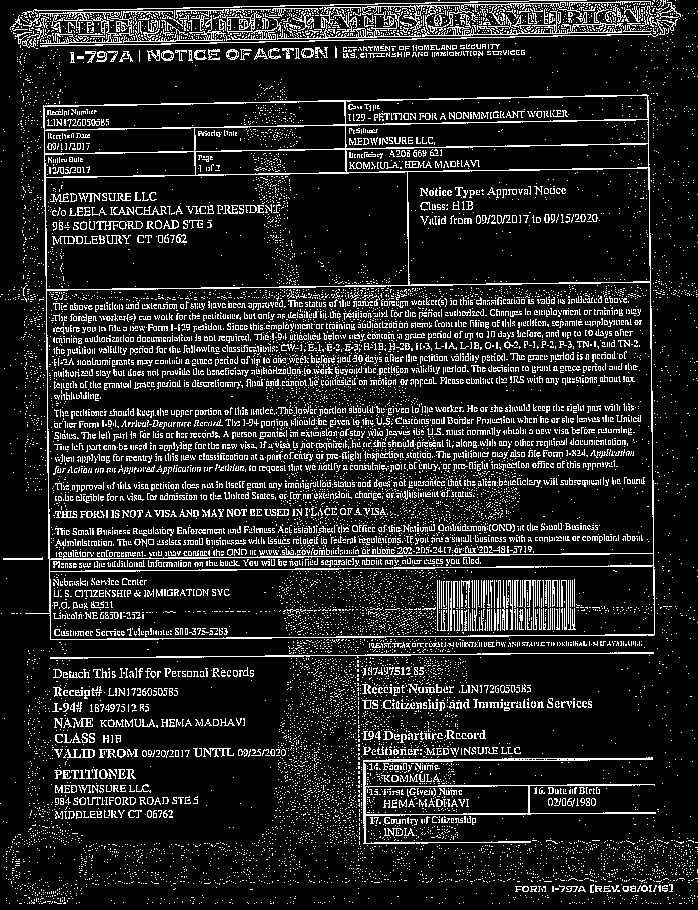 THE UNITED STATES OF AMERICA
I-797A | NOTICE OF ACTION | DEPARTMENT OF HOMELAND SECURITY
U.S. CITIZENSHIP AND IMMIGRATION SERVICES
Receipt Number
LIN1726050585
Case Type
I129 - PETITION FOR A NONIMMIGRANT WORKER
Received Date
09/11/2017
Priority Date
Petitioner
MEDWINSURE LLC,
Notice Date
12/05/2017
Page
1 of 2
Beneficiary A208 669 621
KOMMULA, HEMA MADHAVI
MEDWINSURE LLC
c/o LEELA KANCHARLA VICE PRESIDENT
984 SOUTHFORD ROAD STE 5
MIDDLEBURY CT 06762
Notice Type: Approval Notice
Class: H1B
Valid from 09/20/2017 to 09/15/2020
The above petition and extension of stay have been approved. The status of the named foreign worker(s) in this classification is valid as indicated above.
The foreign worker(s) can work for the petitioner, but only as detailed in the petition and for the period authorized. Changes in employment or training may
require you to file a new Form I-129 petition. Since this employment or training authorization stems from the filing of this petition, separate employment or
training authorization documentation is not required. The I-94 attached below may contain a grace period of up to 10 days before, and up to 10 days after
the petition validity period for the following classifications: CW-1, E-1, E-2, E-3, H-1B, H-2B, H-3, L-1A, L-1B, O-1, O-2, P-1, P-2, P-3, TN-1, and TN-2.
H-2A nonimmigrants may contain a grace period of up to one week before and 30 days after the petition validity period. The grace period is a period of
authorized stay but does not provide the beneficiary authorization to work beyond the petition validity period. The decision to grant a grace period and the
length of the granted grace period is discretionary, final and cannot be contested on motion or appeal. Please contact the IRS with any questions about tax
withholding.
The petitioner should keep the upper portion of this notice. The lower portion should be given to the worker. He or she should keep the right part with his
or her Form I-94, Arrival-Departure Record. The I-94 portion should be given to the U.S. Customs and Border Protection when he or she leaves the United
States. The left part is for his or her records. A person granted an extension of stay who leaves the U.S. must normally obtain a new visa before returning.
The left part can be used in applying for the new visa. If a visa is not required, he or she should present it, along with any other required documentation,
when applying for reentry in this new classification at a port of entry or pre-flight inspection station. The petitioner may also file Form I-824, Application
for Action on an Approved Application or Petition, to request that we notify a consulate, port of entry, or pre-flight inspection office of this approval.
The approval of this visa petition does not in itself grant any immigration status and does not guarantee that the alien beneficiary will subsequently be found
to be eligible for a visa, for admission to the United States, or for an extension, change, or adjustment of status.
THIS FORM IS NOT A VISA AND MAY NOT BE USED IN PLACE OF A VISA
The Small Business Regulatory Enforcement and Fairness Act established the Office of the National Ombudsman (ONO) at the Small Business
Administration. The ONO assists small businesses with issues related to federal regulations. If you are a small business with a comment or complaint about
regulatory enforcement, you may contact the ONO at www.sba.gov/ombudsman or phone 202-205-2417 or fax 202-481-5719.
Please see the additional information on the back. You will be notified separately about any other cases you filed.
Nebraska Service Center
U. S. CITIZENSHIP & IMMIGRATION SVC
P.O. Box 82521
Lincoln NE 68501-2521
Customer Service Telephone: 800-375-5283
PLEASE TEAR OFF FORM I-94 PRINTED BELOW AND STAPLE TO ORIGINAL I-94 IF AVAILABLE
Detach This Half for Personal Records
Receipt# LIN1726050585
I-94# 187497512 85
NAME KOMMULA, HEMA MADHAVI
CLASS H1B
VALID FROM 09/20/2017 UNTIL 09/25/2020
PETITIONER
MEDWINSURE LLC,
984 SOUTHFORD ROAD STE 5
MIDDLEBURY CT 06762
187497512 85
Receipt Number LIN1726050585
US Citizenship and Immigration Services
I94 Departure Record
Petitioner: MEDWINSURE LLC
14. Family Name
KOMMULA
15. First (Given) Name
HEMA MADHAVI
16. Date of Birth
02/06/1980
17. Country of Citizenship
INDIA
FORM I-797A [REV. 08/01/16]